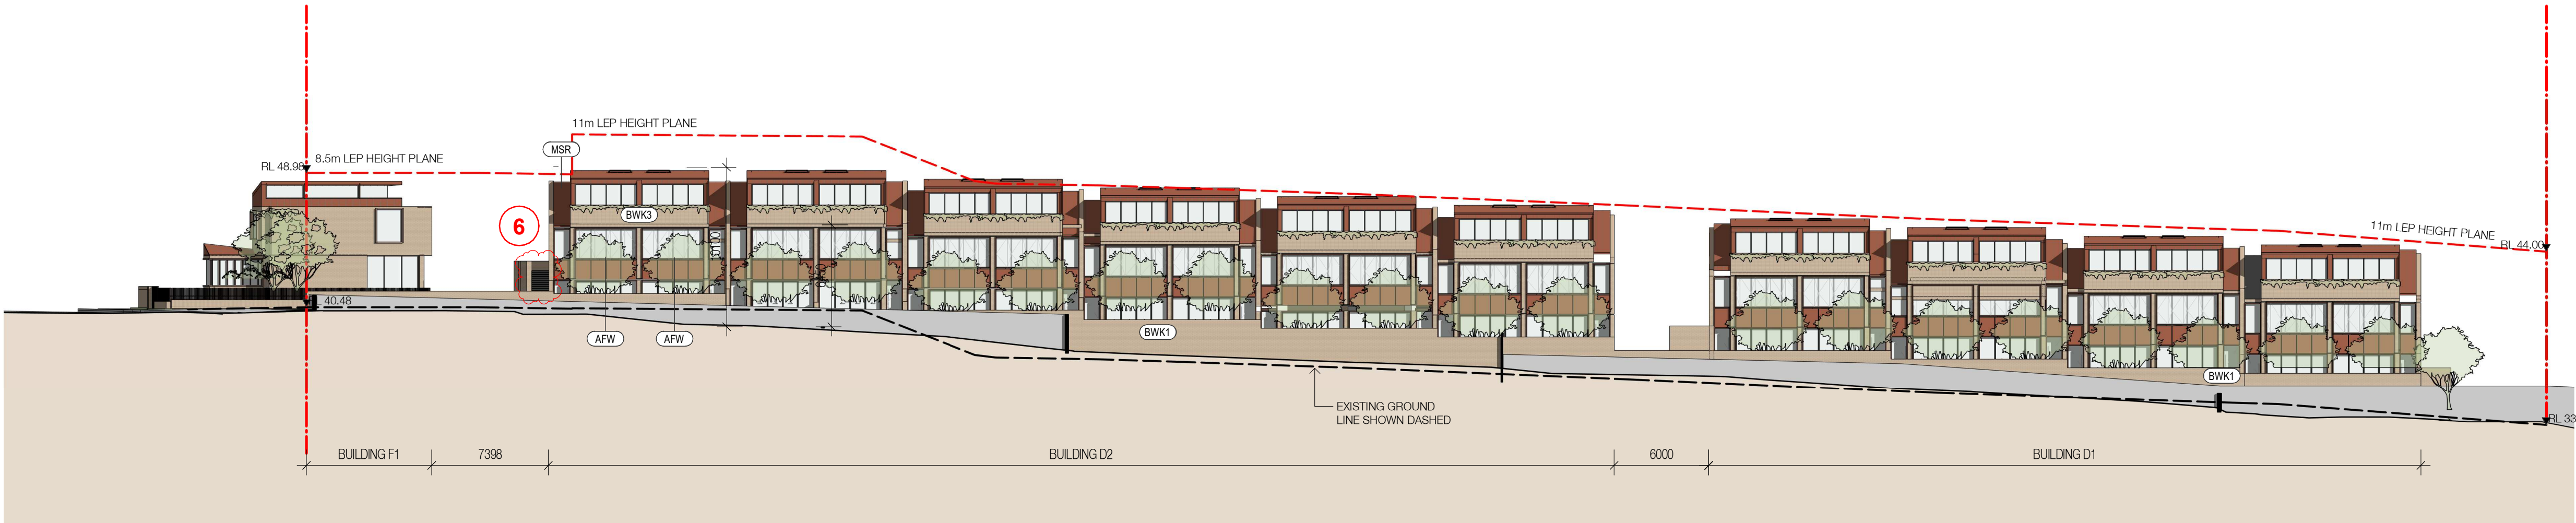 11m LEP HEIGHT PLANE
MSR
8.5m LEP HEIGHT PLANE
RL 48.98
6
BWK3
11m LEP HEIGHT PLANE
RL 44.00
40.48
AFW
AFW
BWK1
BWK1
EXISTING GROUND
LINE SHOWN DASHED
RL 33
BUILDING F1
7398
BUILDING D2
6000
BUILDING D1